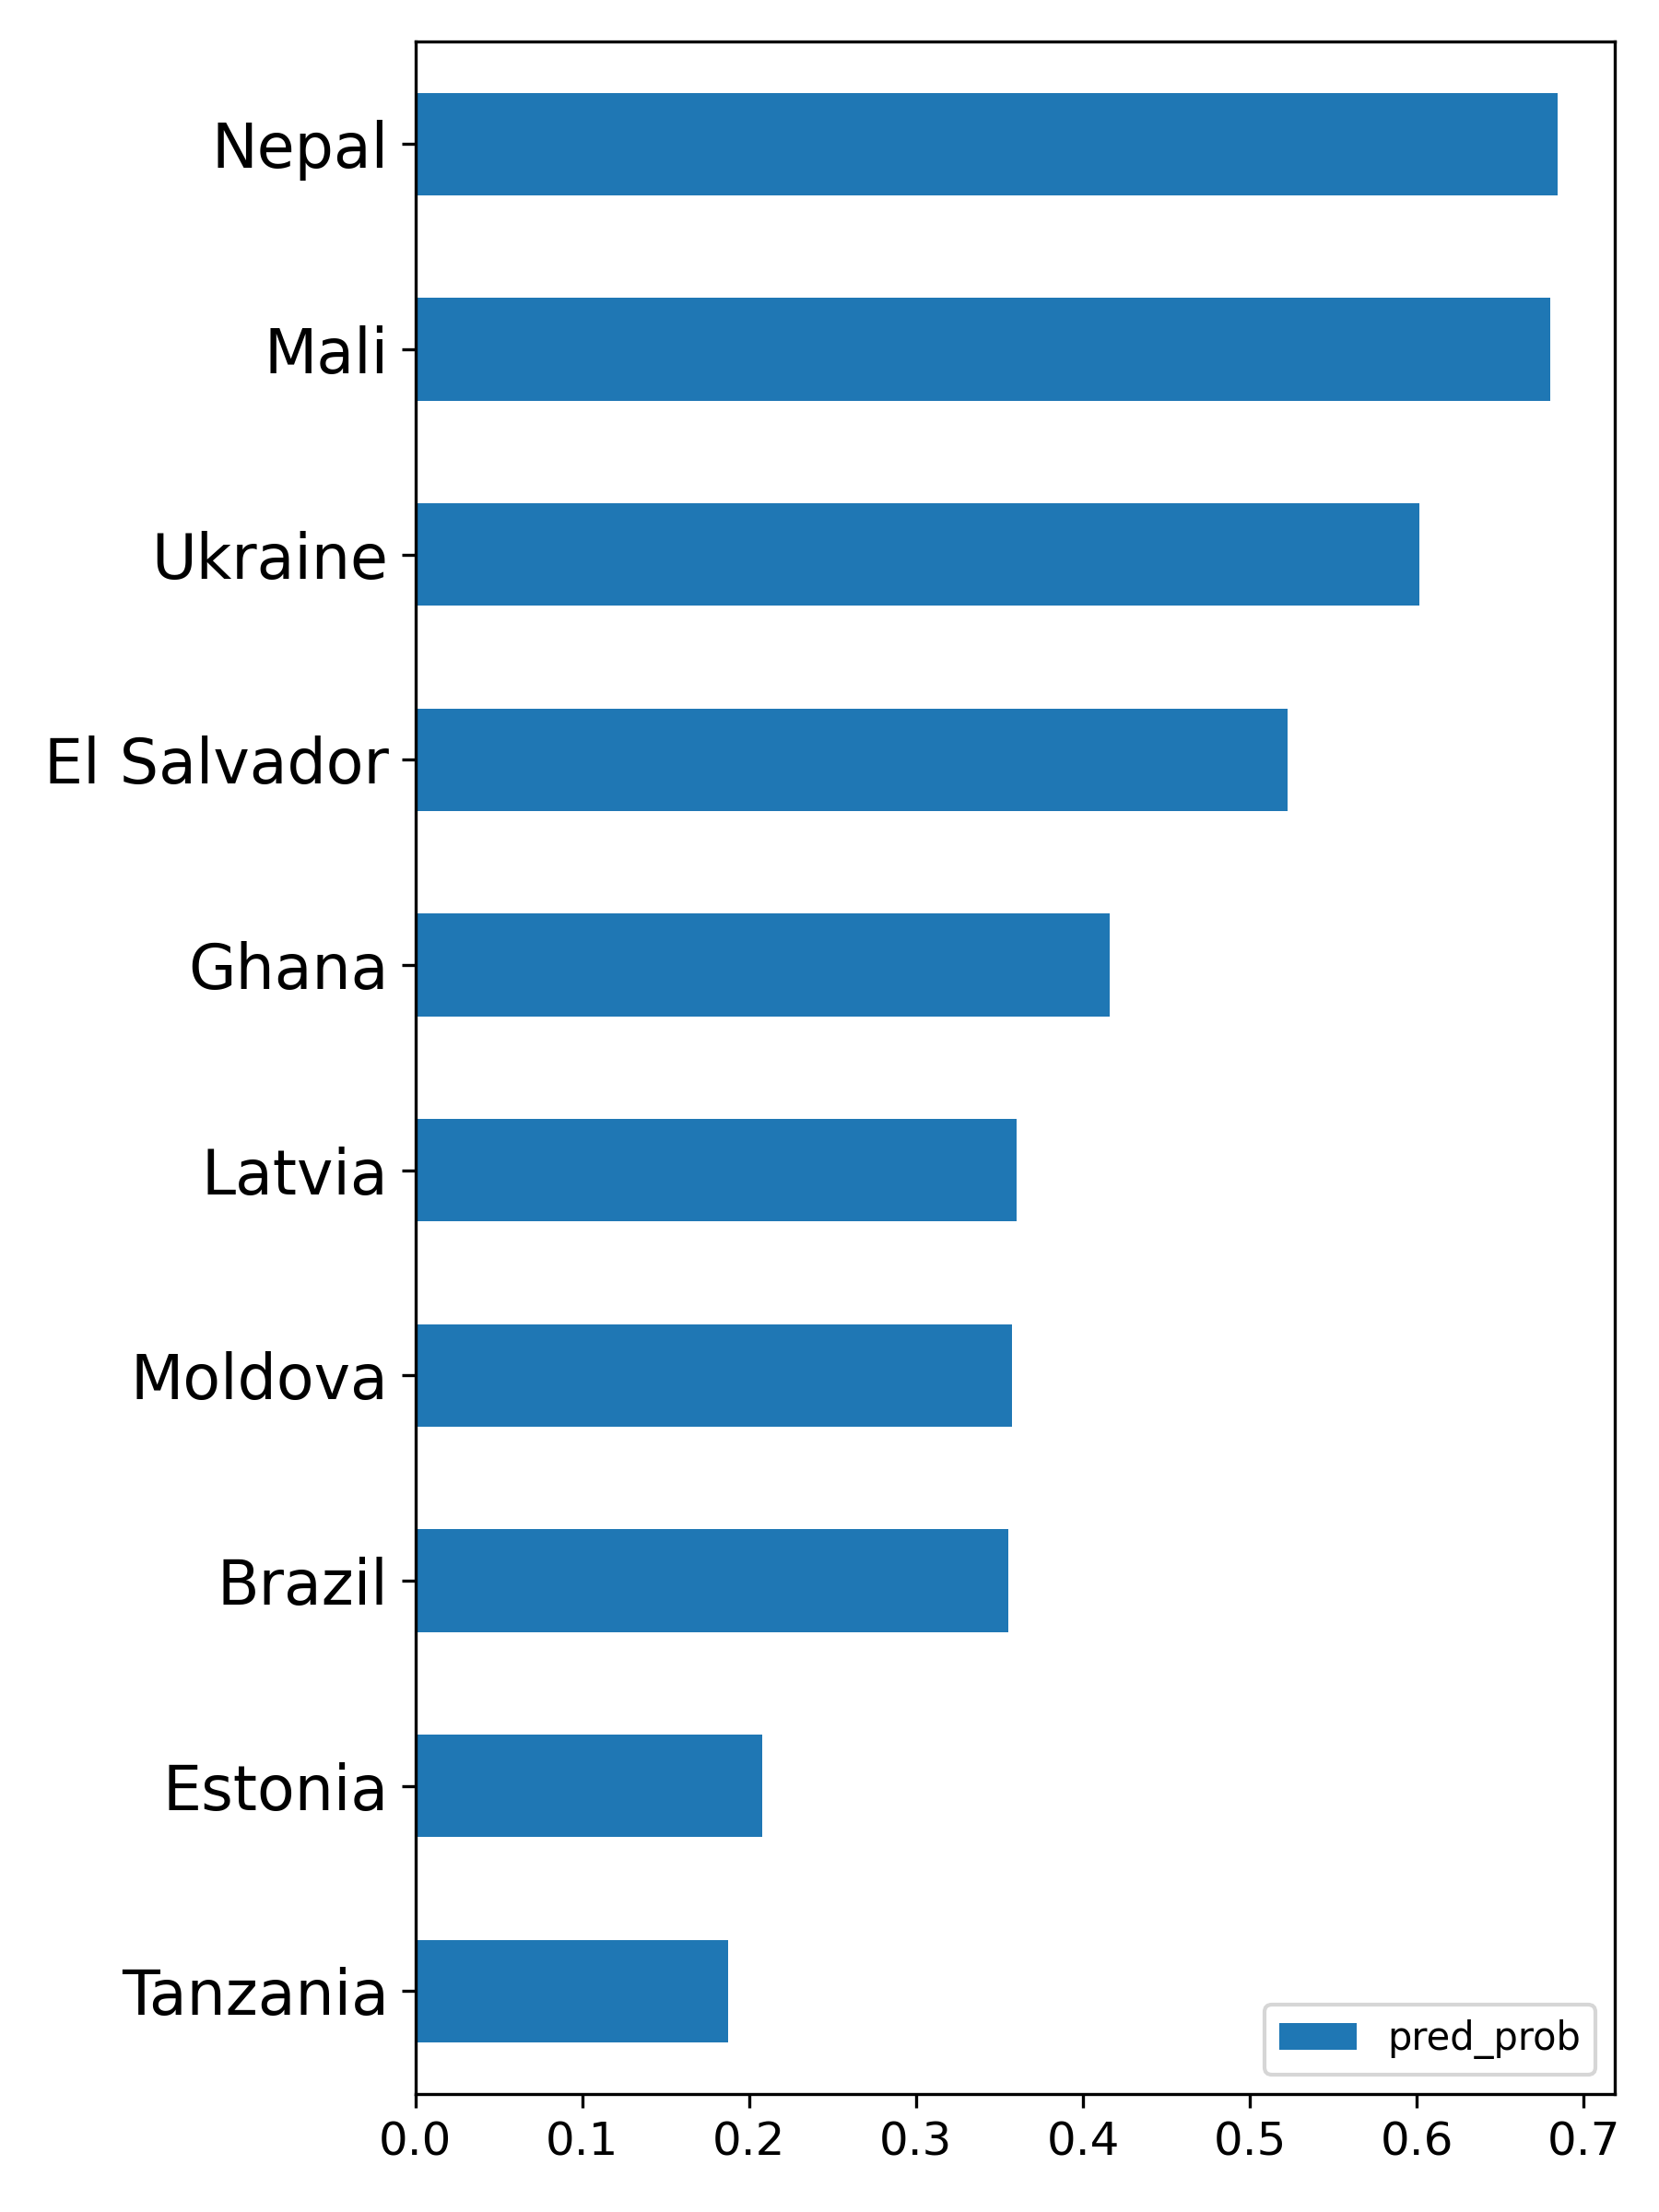 Nepal
Mali
Ukraine
El Salvador
Ghana
Latvia
Moldova
Brazil
Estonia
Tanzania
pred_prob
0.0 0.1 0.2 0.3 0.4 0.5 0.6 0.7